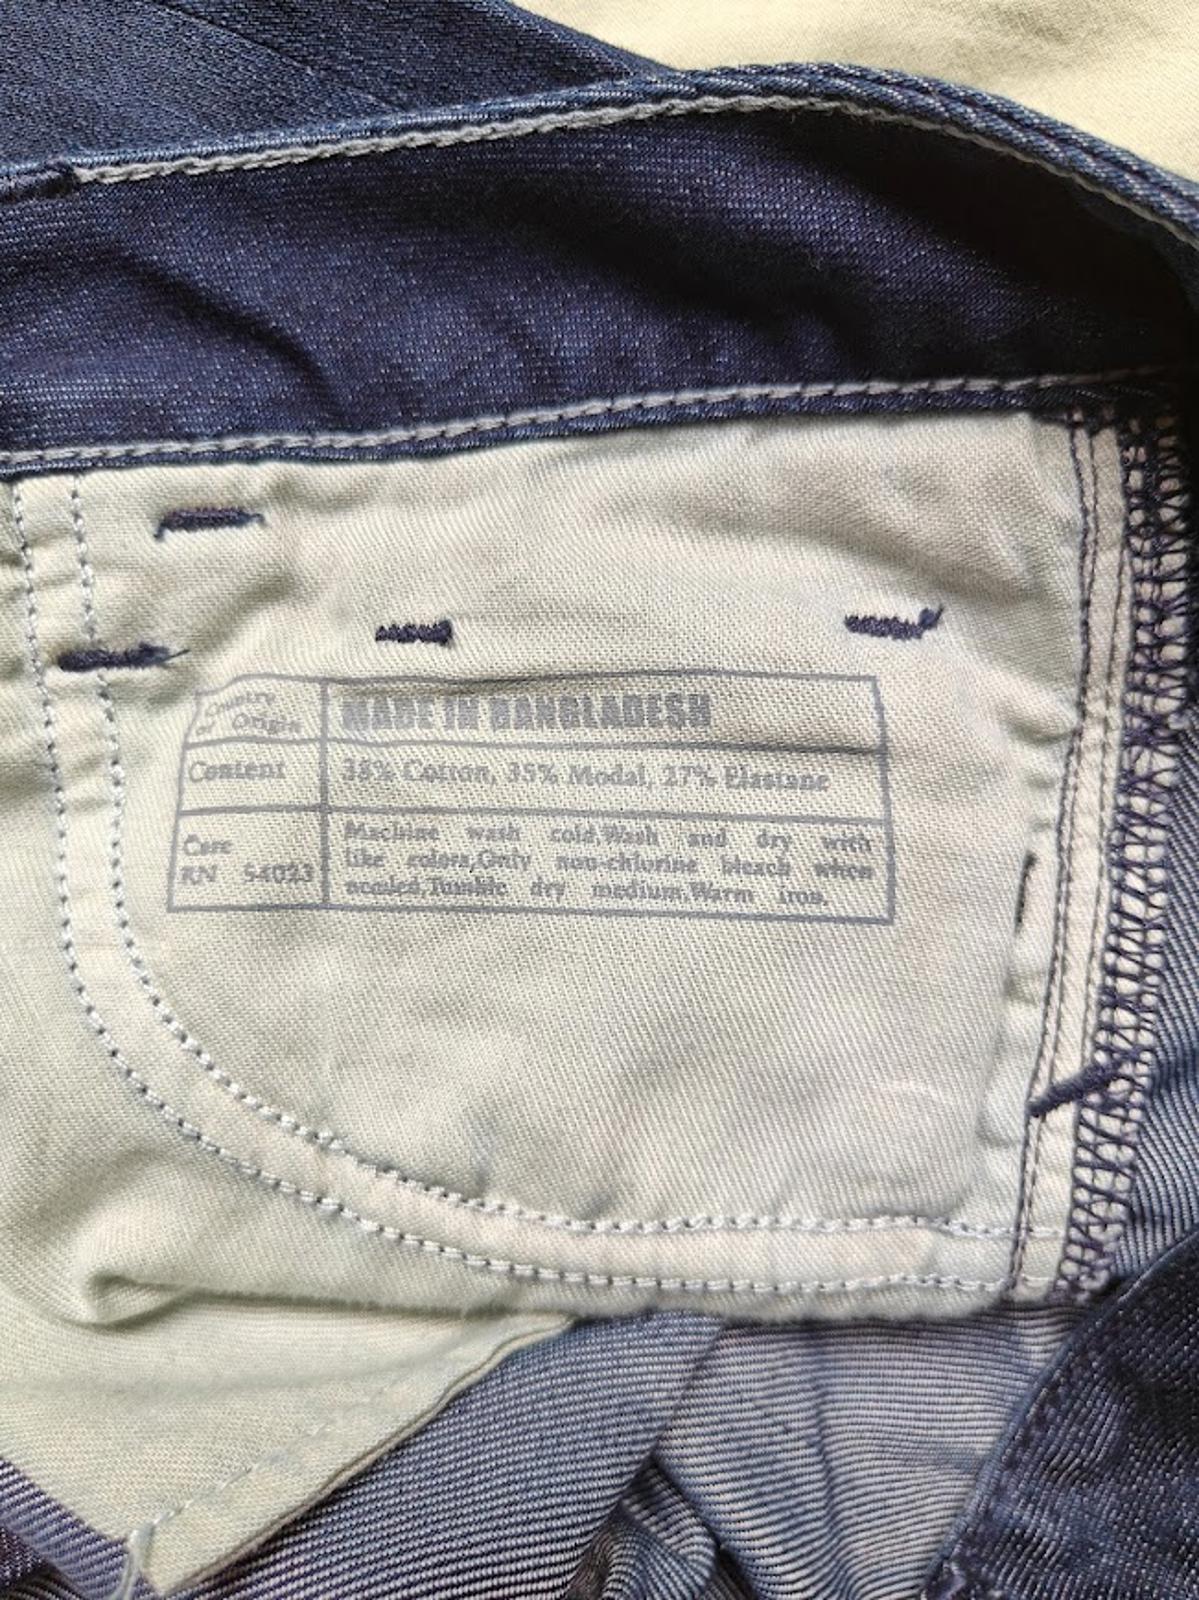 Country
Origin
MADE IN BANGLADESH
Content
38% Cotton, 35% Modal, 27% Elastane
Care
RN 54023
Machine wash cold,Wash and dry with
like colors,Only non-chlorine bleach when
needed,Tumble dry medium,Warm iron.